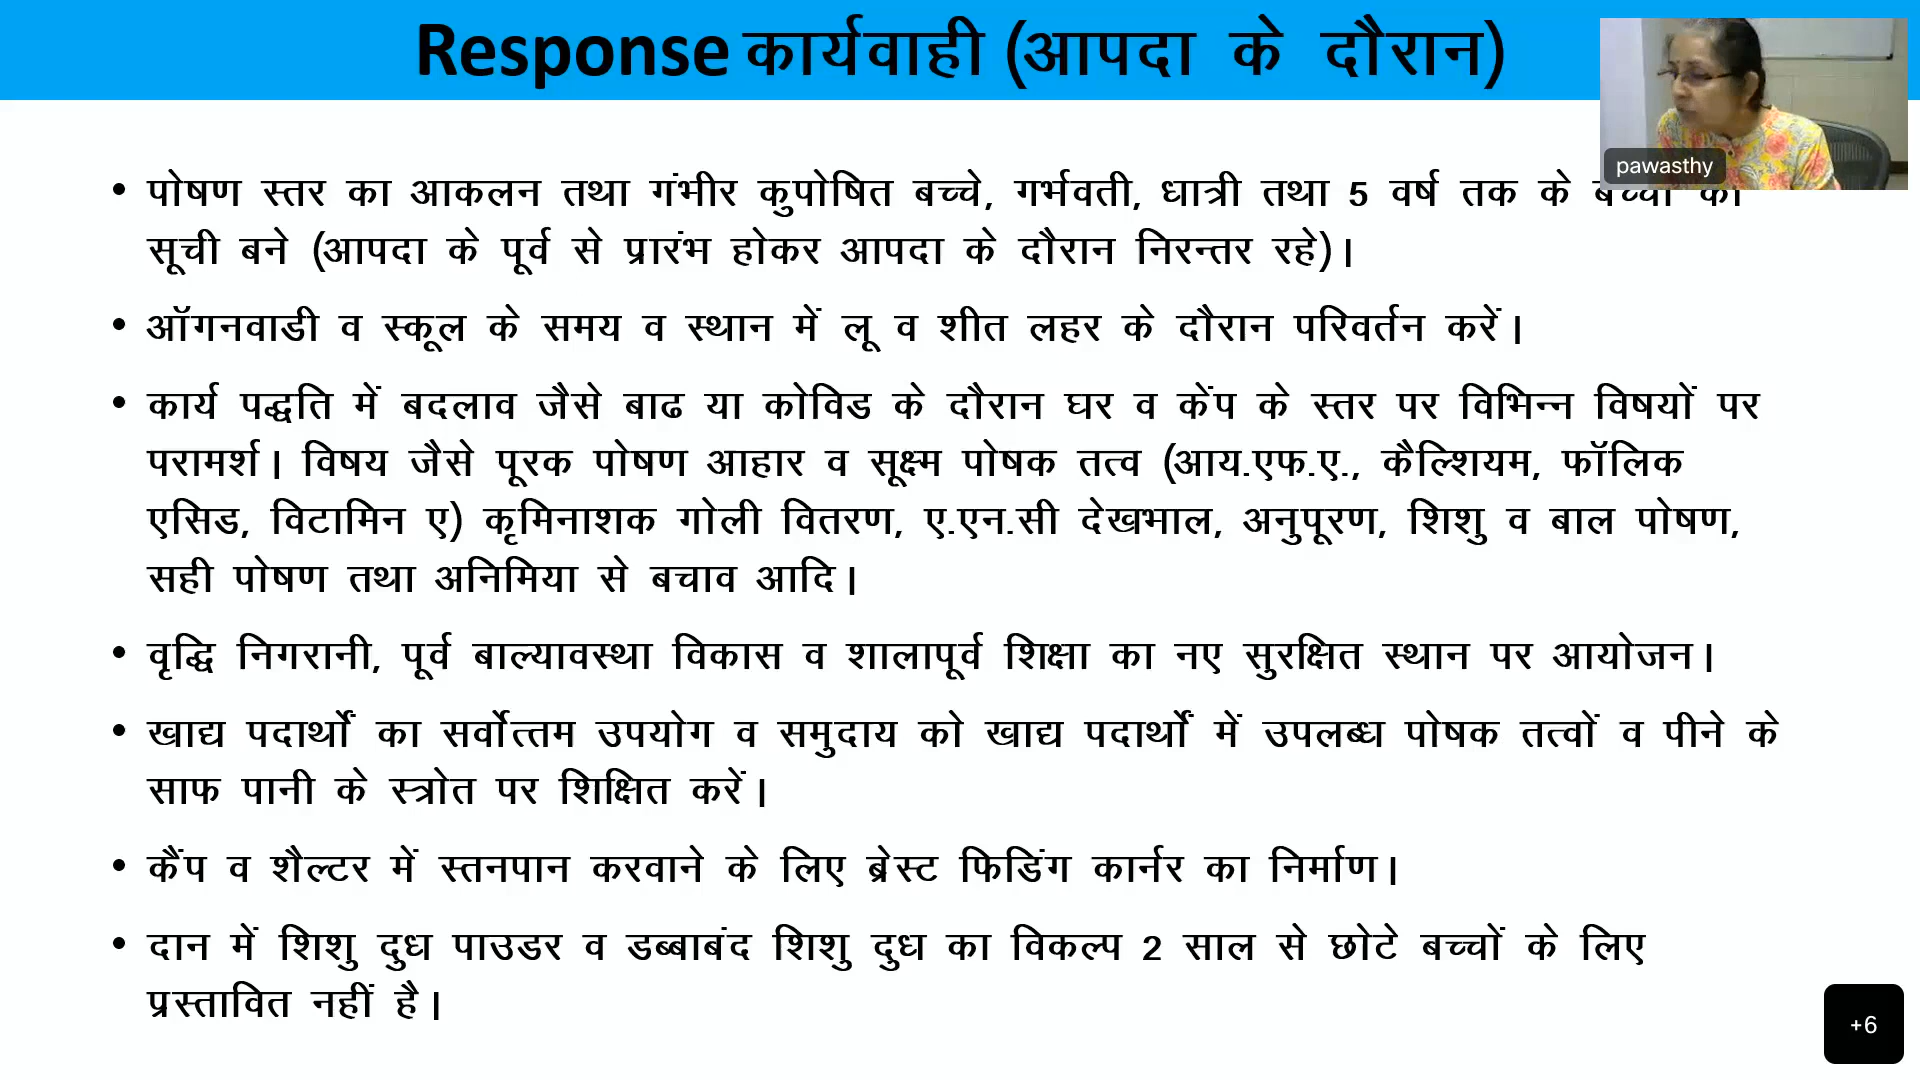 Response कार्यवाही (आपदा के दौरान)
pawasthy
• पोषण स्तर का आकलन तथा गंभीर कुपोषित बच्चे, गर्भवती, धात्री तथा 5 वर्ष तक के
सूची बने (आपदा के पूर्व से प्रारंभ होकर आपदा के दौरान निरन्तर रहे)।
• ऑगनवाडी व स्कूल के समय व स्थान में लू व शीत लहर के दौरान परिवर्तन करें।
• कार्य पद्धति में बदलाव जैसे बाढ या कोविड के दौरान घर व केंप के स्तर पर विभिन्न विषयों पर
परामर्श। विषय जैसे पूरक पोषण आहार व सूक्ष्म पोषक तत्व (आय.एफ.ए., कैल्शियम, फॉलिक
एसिड, विटामिन ए) कृमिनाशक गोली वितरण, ए.एन.सी देखभाल, अनुपूरण, शिशु व बाल पोषण,
सही पोषण तथा अनिमिया से बचाव आदि।
• वृद्धि निगरानी, पूर्व बाल्यावस्था विकास व शालापूर्व शिक्षा का नए सुरक्षित स्थान पर आयोजन।
• खाद्य पदार्थों का सर्वोत्तम उपयोग व समुदाय को खाद्य पदार्थों में उपलब्ध पोषक तत्वों व पीने के
साफ पानी के स्त्रोत पर शिक्षित करें।
• कैंप व शैल्टर में स्तनपान करवाने के लिए ब्रेस्ट फिडिंग कार्नर का निर्माण।
• दान में शिशु दुध पाउडर व डब्बाबंद शिशु दुध का विकल्प 2 साल से छोटे बच्चों के लिए
प्रस्तावित नहीं है।
+6